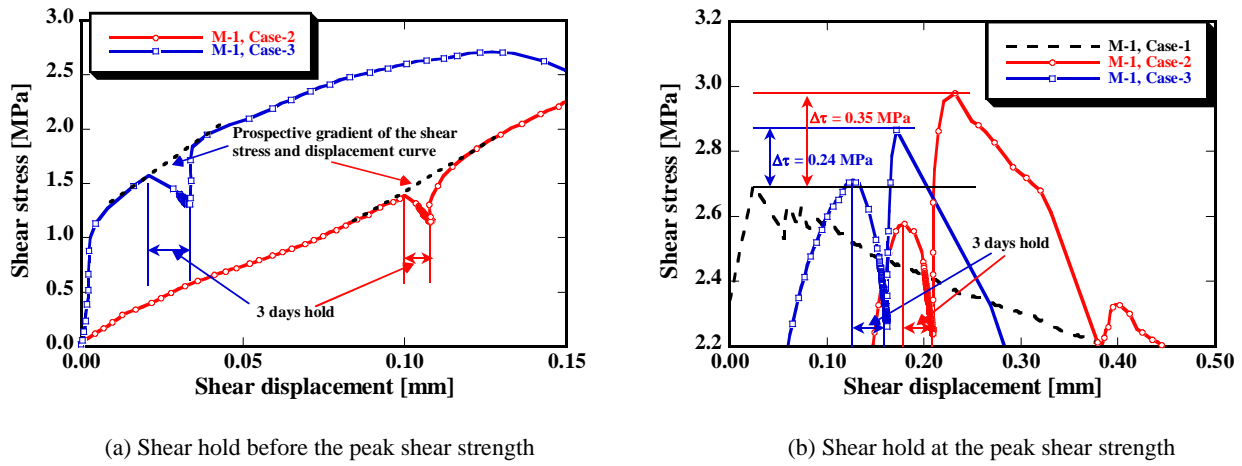 M-1, Case-2
M-1, Case-3
3.0
2.5
2.0
1.5
1.0
0.5
0.0
Shear stress [MPa]
Prospective gradient of the shear
stress and displacement curve
3 days hold
0.00
0.05
0.10
0.15
Shear displacement [mm]
(a) Shear hold before the peak shear strength
M-1, Case-1
M-1, Case-2
M-1, Case-3
3.2
3.0
2.8
2.6
2.4
2.2
Shear stress [MPa]
Δτ = 0.35 MPa
Δτ = 0.24 MPa
3 days hold
0.00
0.10
0.20
0.30
0.40
0.50
Shear displacement [mm]
(b) Shear hold at the peak shear strength